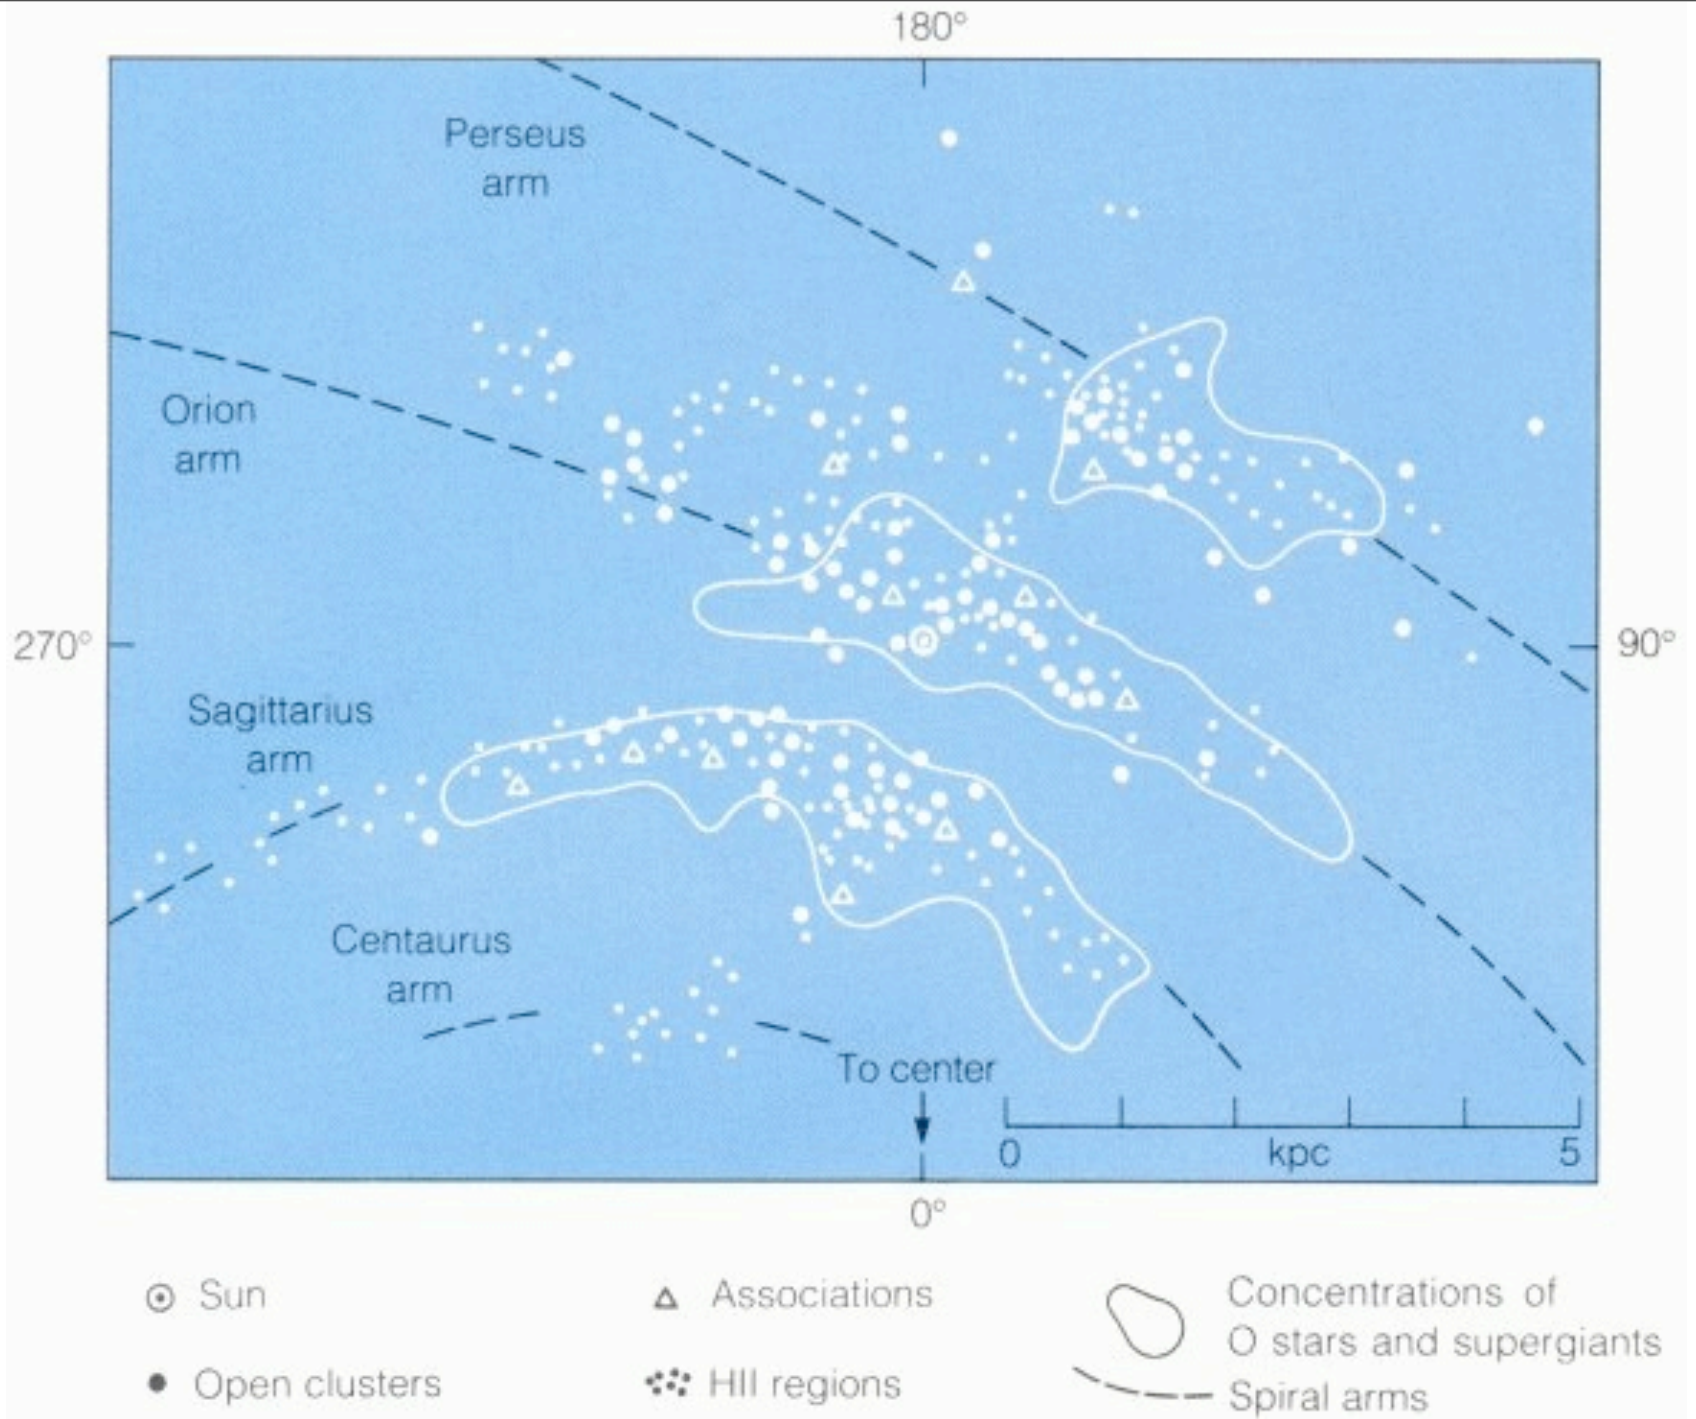 180°
Perseus
arm
Orion
arm
270°
90°
Sagittarius
arm
Centaurus
arm
To center
0 kpc 5
0°
Sun
Associations
Concentrations of
O stars and supergiants
Open clusters
HII regions
Spiral arms